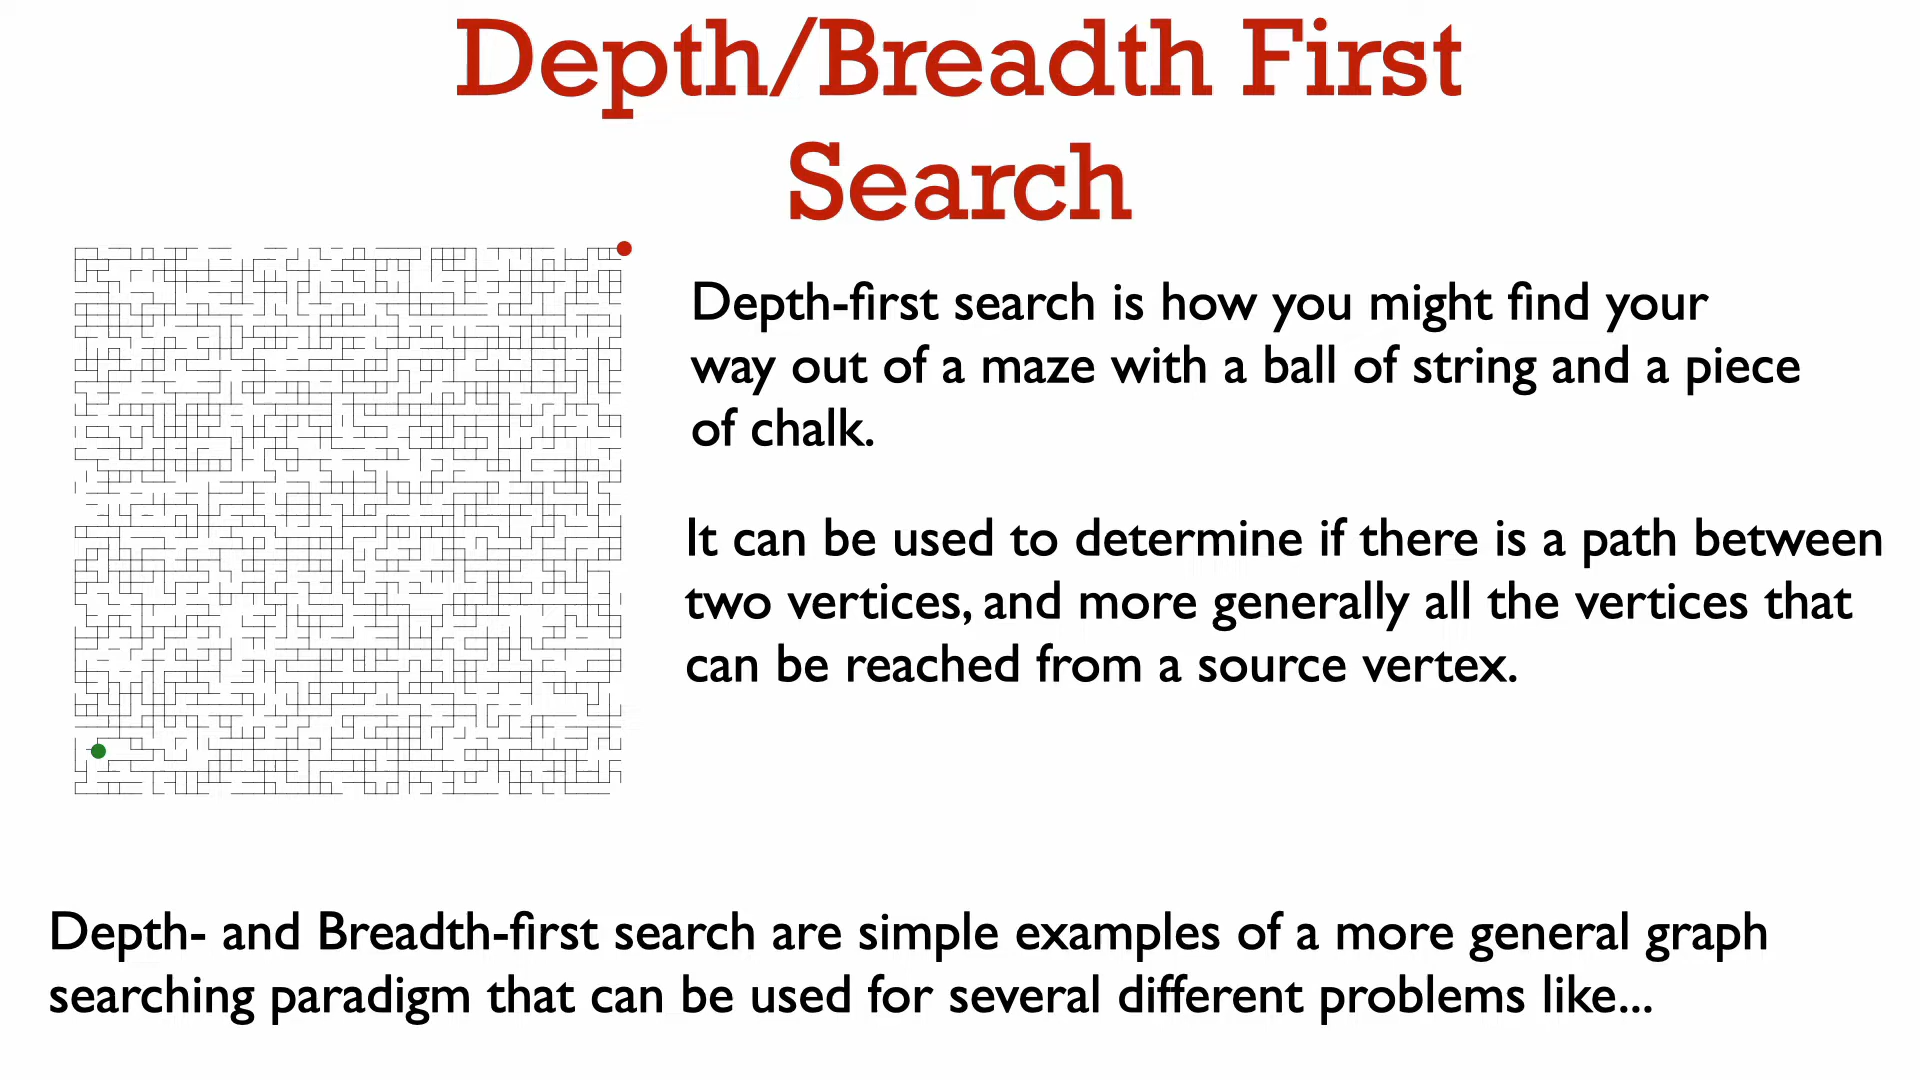 Depth/Breadth First
Search
Depth-first search is how you might find your
way out of a maze with a ball of string and a piece
of chalk.
It can be used to determine if there is a path between
two vertices, and more generally all the vertices that
can be reached from a source vertex.
Depth- and Breadth-first search are simple examples of a more general graph
searching paradigm that can be used for several different problems like...